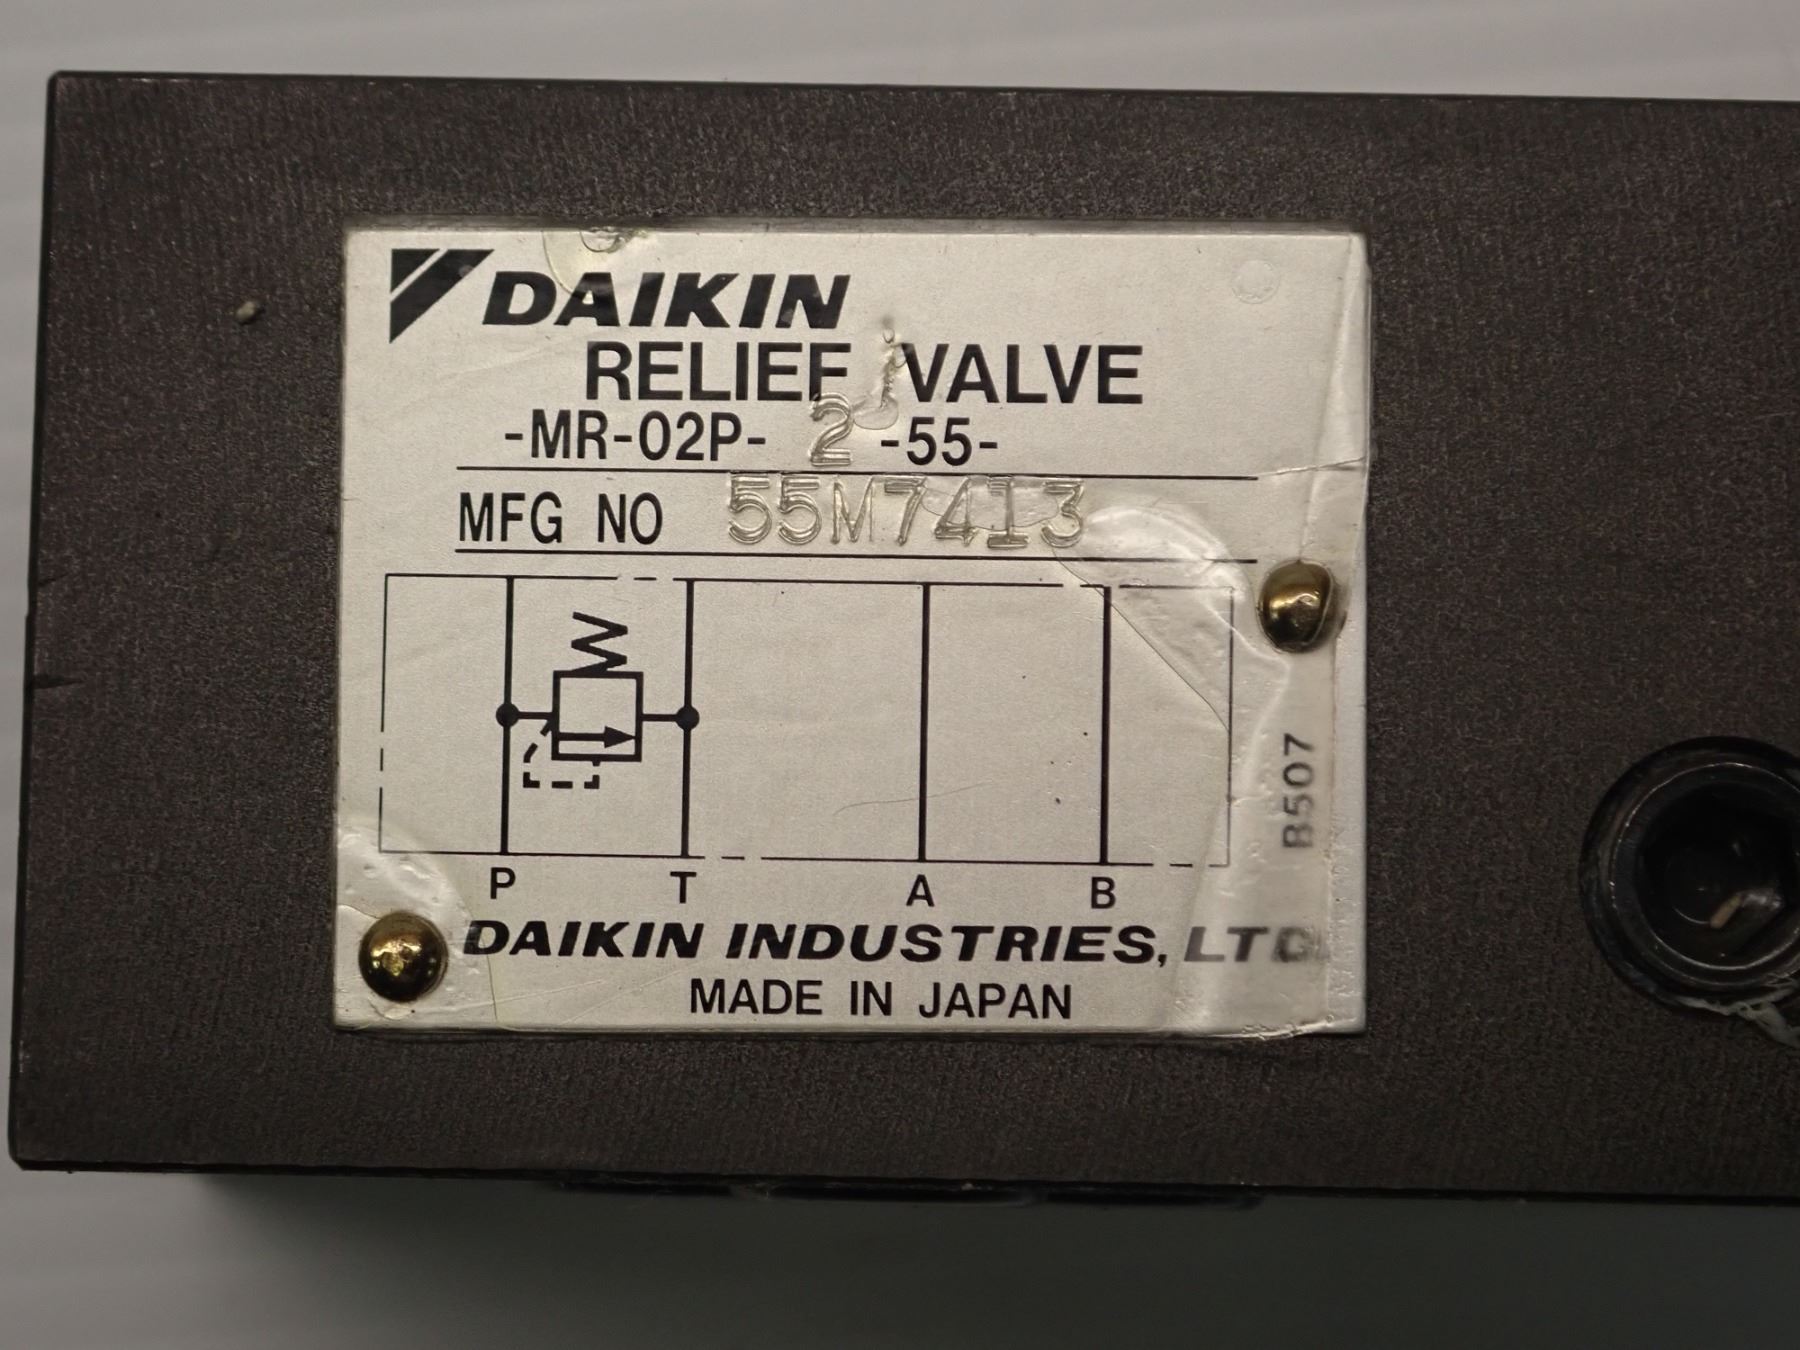 DAIKIN
RELIEF VALVE
-MR-02P- 2 -55-
MFG NO 55M7413
P T A B
B507
DAIKIN INDUSTRIES, LTD.
MADE IN JAPAN